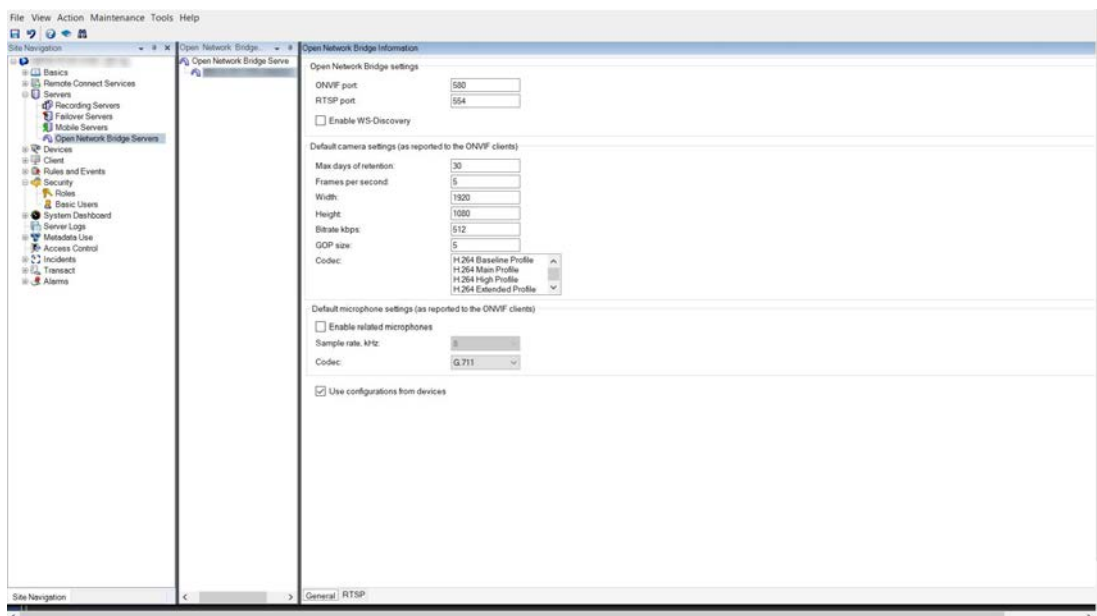 File View Action Maintenance Tools Help
Site Navigation
Basics
Remote Connect Services
Servers
Recording Servers
Failover Servers
Mobile Servers
Open Network Bridge Servers
Devices
Client
Rules and Events
Security
Roles
Basic Users
System Dashboard
Server Logs
Metadata Use
Access Control
Incidents
Transact
Alarms
Site Navigation
Open Network Bridge...
Open Network Bridge Serve
Open Network Bridge Information
Open Network Bridge settings
ONVIF port: 580
RTSP port: 554
Enable WS-Discovery
Default camera settings (as reported to the ONVIF clients)
Max days of retention: 30
Frames per second: 5
Width: 1920
Height: 1080
Bitrate kbps: 512
GOP size: 5
Codec: H.264 Baseline Profile
H.264 Main Profile
H.264 High Profile
H.264 Extended Profile
Default microphone settings (as reported to the ONVIF clients)
Enable related microphones
Sample rate, kHz: 8
Codec: G.711
Use configurations from devices
General RTSP